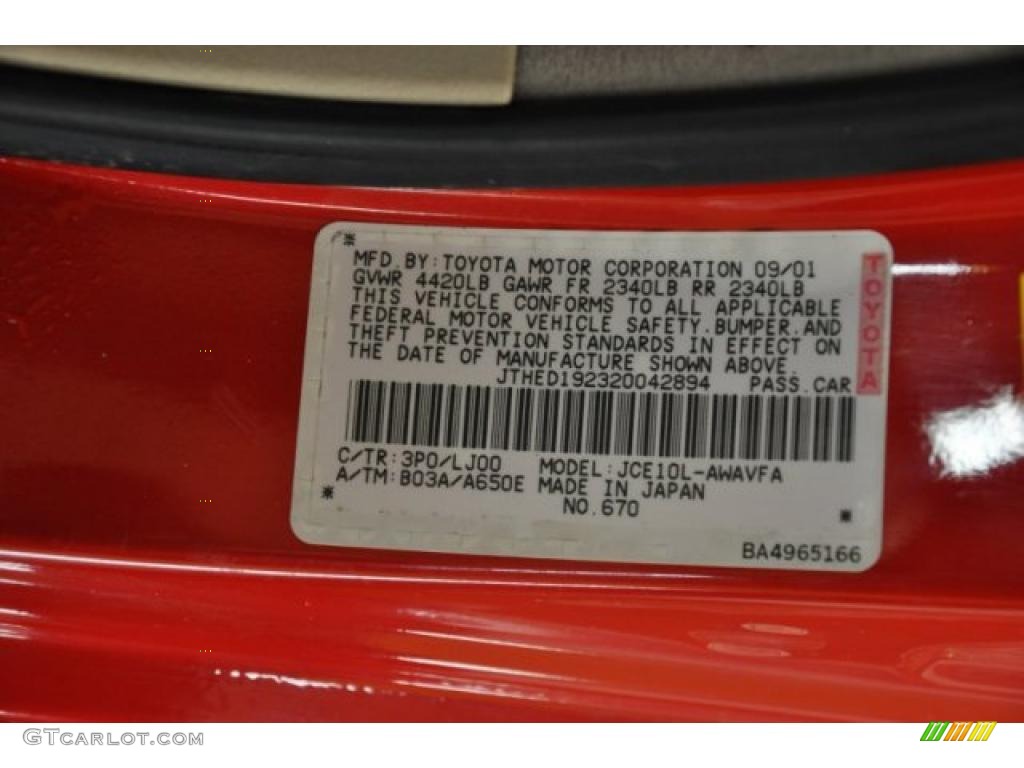 MFD.BY:TOYOTA MOTOR CORPORATION 09/01
GVWR 4420LB GAWR FR 2340LB RR 2340LB
THIS VEHICLE CONFORMS TO ALL APPLICABLE
FEDERAL MOTOR VEHICLE SAFETY.BUMPER.AND
THEFT PREVENTION STANDARDS IN EFFECT ON
THE DATE OF MANUFACTURE SHOWN ABOVE.
JTHED192320042894 PASS.CAR
TOYOTA
C/TR:3P0/LJ00 MODEL:JCE10L-AWAVFA
A/TM:B03A/A650E MADE IN JAPAN
NO.670
BA4965166
GTCARLOT.COM